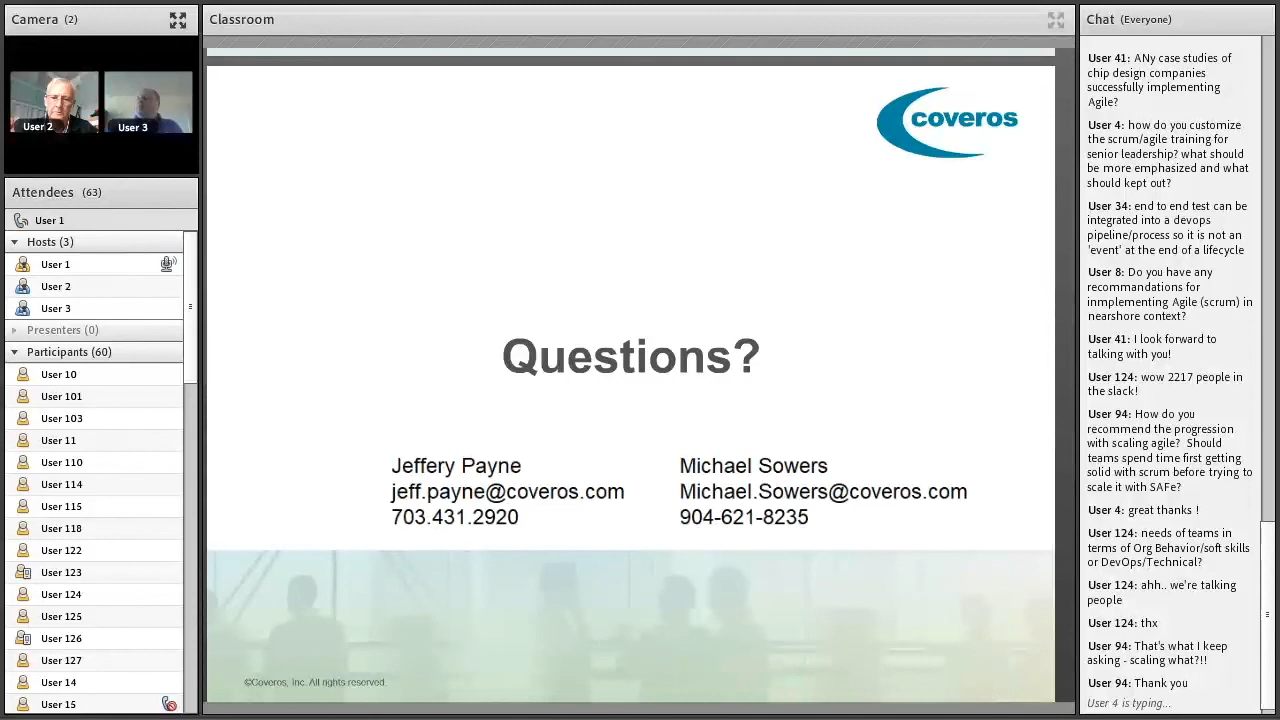 Camera (2)
User 2
User 3
Attendees (63)
User 1
Hosts (3)
User 1
User 2
User 3
Presenters (0)
Participants (60)
User 10
User 101
User 103
User 11
User 110
User 114
User 115
User 118
User 122
User 123
User 124
User 125
User 126
User 127
User 14
User 15
Classroom
coveros
Questions?
Jeffery Payne
jeff.payne@coveros.com
703.431.2920
Michael Sowers
Michael.Sowers@coveros.com
904-621-8235
©Coveros, Inc. All rights reserved.
Chat (Everyone)
User 41: ANy case studies of
chip design companies
successfully implementing
Agile?
User 4: how do you customize
the scrum/agile training for
senior leadership? what should
be more emphasized and what
should kept out?
User 34: end to end test can be
integrated into a devops
pipeline/process so it is not an
'event' at the end of a lifecycle
User 8: Do you have any
recommandations for
inmplementing Agile (scrum) in
nearshore context?
User 41: I look forward to
talking with you!
User 124: wow 2217 people in
the slack!
User 94: How do you
recommend the progression
with scaling agile? Should
teams spend time first getting
solid with scrum before trying to
scale it with SAFe?
User 4: great thanks !
User 124: needs of teams in
terms of Org Behavior/soft skills
or DevOps/Technical?
User 124: ahh.. we're talking
people
User 124: thx
User 94: That's what I keep
asking - scaling what?!!
User 94: Thank you
User 4 is typing...